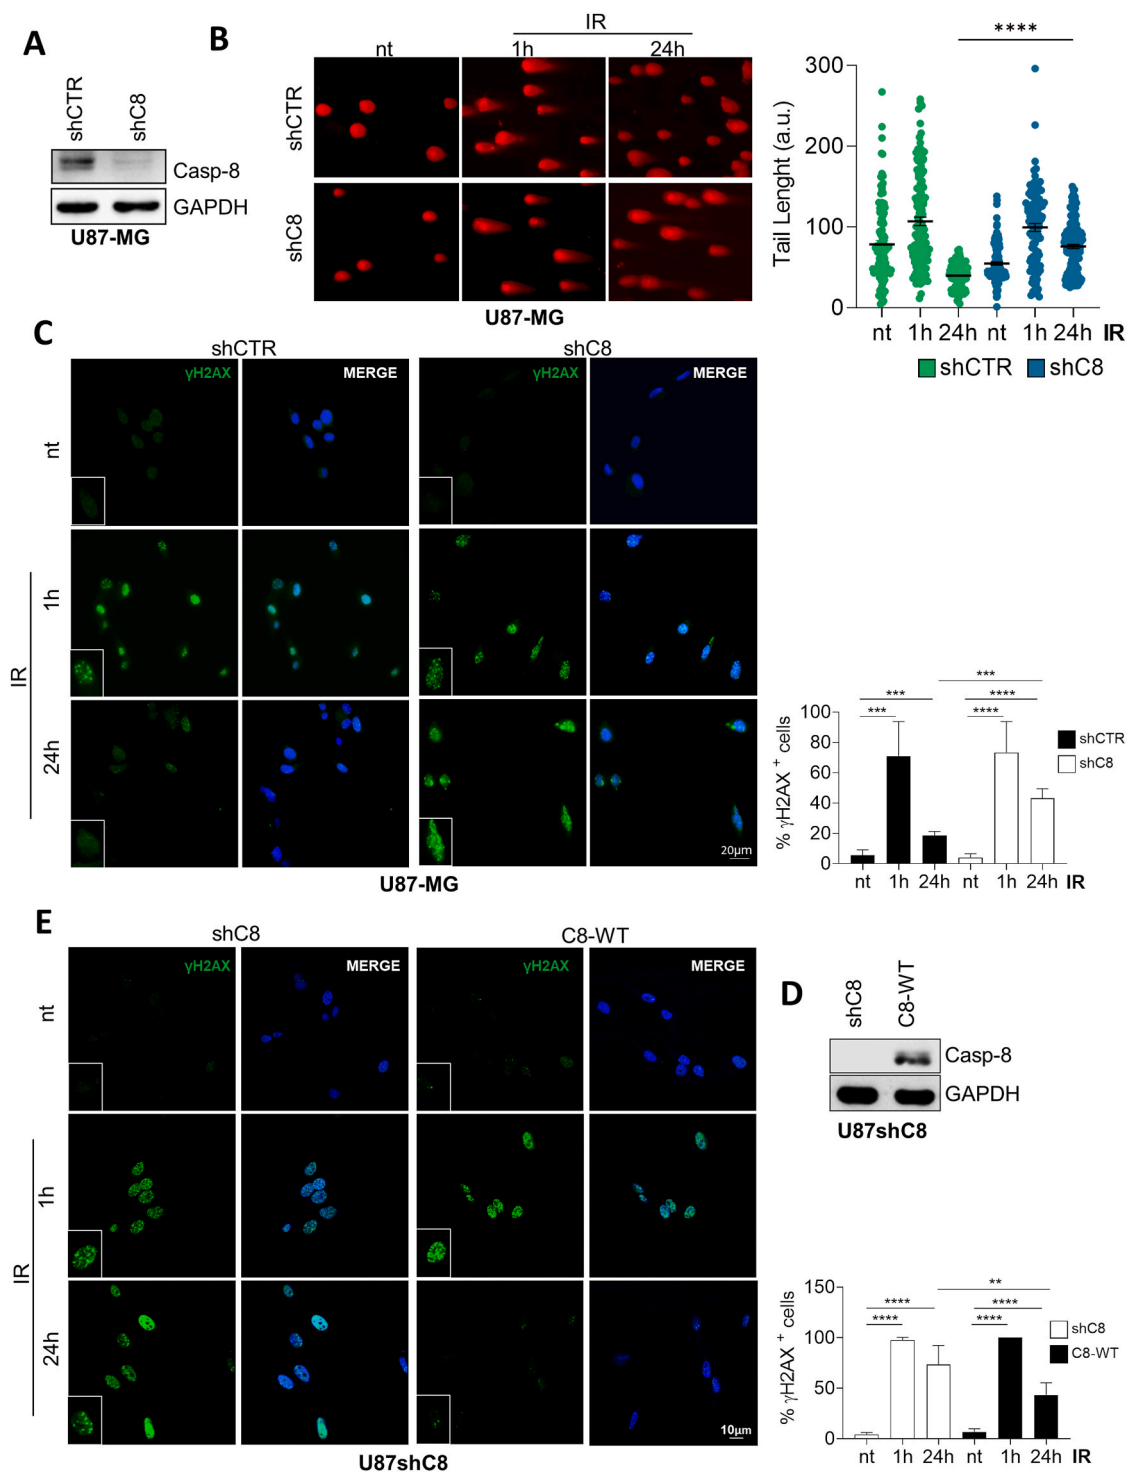 A
shCTR
shC8
Casp-8
GAPDH
U87-MG
B
IR
nt
1h
24h
shCTR
shC8
U87-MG
****
Tail Lenght (a.u.)
300
200
100
0
nt 1h 24h nt 1h 24h IR
shCTR shC8
C
shCTR
shC8
γH2AX MERGE γH2AX MERGE
nt
1h
24h
IR
20μm
U87-MG
% γH2AX + cells
100
80
60
40
20
0
***
*** ****
*** ****
shCTR
shC8
nt 1h 24h nt 1h 24h IR
E
shC8
C8-WT
γH2AX MERGE γH2AX MERGE
nt
1h
24h
IR
10μm
U87shC8
D
shC8
C8-WT
Casp-8
GAPDH
U87shC8
% γH2AX + cells
150
100
50
0
**
**** ****
**** ****
shC8
C8-WT
nt 1h 24h nt 1h 24h IR